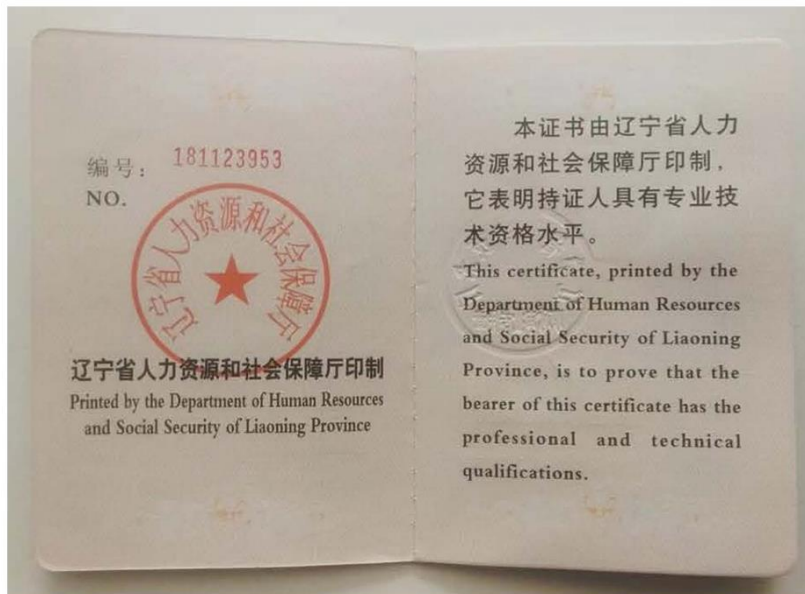 编号: 181123953
NO.
辽宁省人力资源和社会保障厅
辽宁省人力资源和社会保障厅印制
Printed by the Department of Human Resources
and Social Security of Liaoning Province
本证书由辽宁省人力
资源和社会保障厅印制，
它表明持证人具有专业技
术资格水平。
This certificate, printed by the
Department of Human Resources
and Social Security of Liaoning
Province, is to prove that the
bearer of this certificate has the
professional and technical
qualifications.